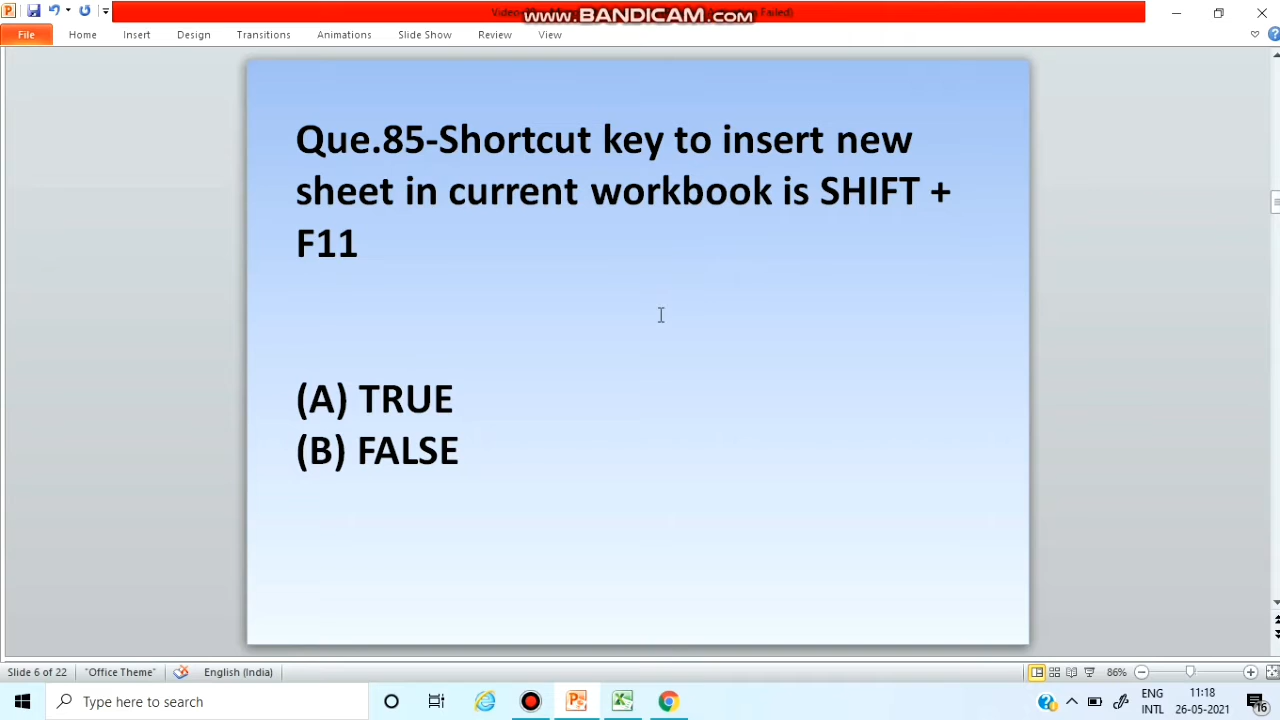 www.BANDICAM.com
File Home Insert Design Transitions Animations Slide Show Review View
Que.85-Shortcut key to insert new
sheet in current workbook is SHIFT +
F11
(A) TRUE
(B) FALSE
Slide 6 of 22 "Office Theme" English (India) 86%
Type here to search
ENG 11:18
INTL 26-05-2021 16